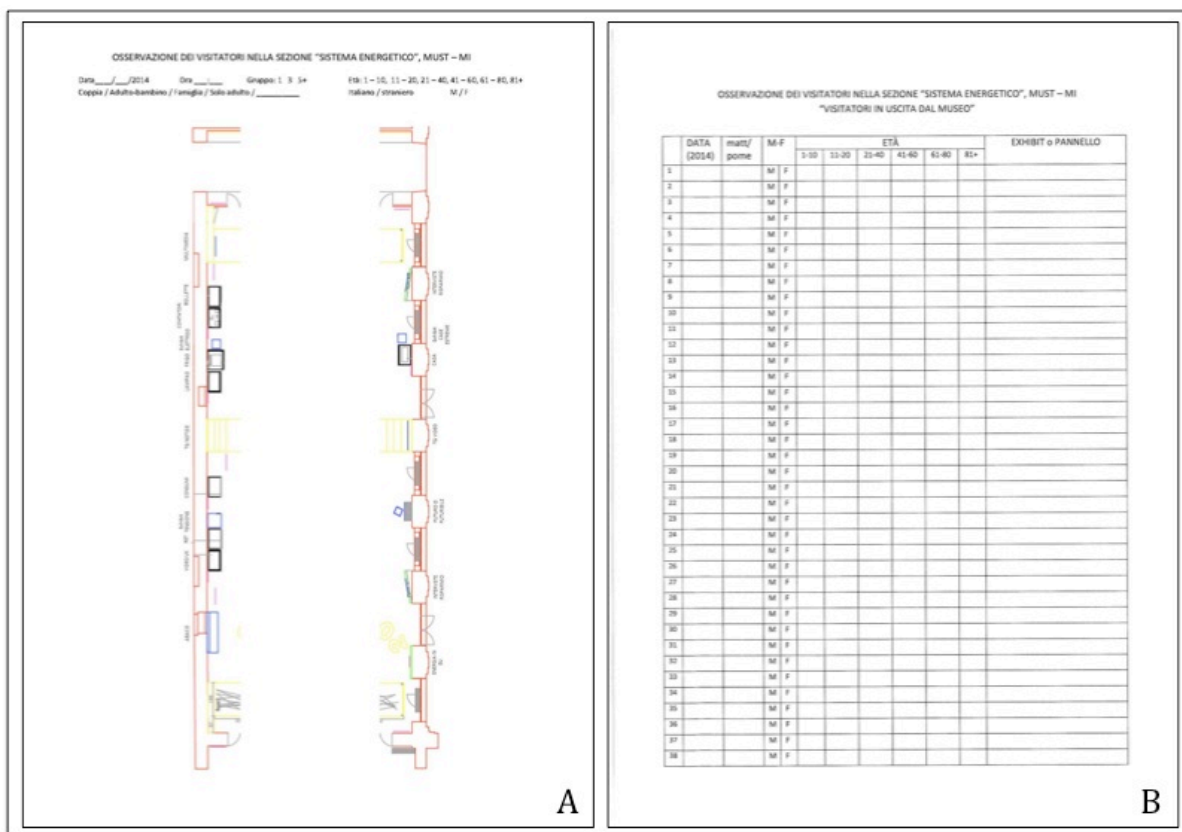 OSSERVAZIONE DEI VISITATORI NELLA SEZIONE "SISTEMA ENERGETICO", MUST – MI
Data____/___/2014 Ora ___:___ Gruppo: 1 3 5+ Età: 1 – 10, 11 – 20, 21 – 40, 41 – 60, 61 – 80, 81+
Coppia / Adulto-bambino / Famiglia / Solo adulto / __________ Italiano / straniero M / F
A
OSSERVAZIONE DEI VISITATORI NELLA SEZIONE "SISTEMA ENERGETICO", MUST – MI
"VISITATORI IN USCITA DAL MUSEO"
DATA (2014) matt/ pome M-F ETÀ EXHIBIT o PANNELLO
1-10 11-20 21-40 41-60 61-80 81+
1 M F
2 M F
3 M F
4 M F
5 M F
6 M F
7 M F
8 M F
9 M F
10 M F
11 M F
12 M F
13 M F
14 M F
15 M F
16 M F
17 M F
18 M F
19 M F
20 M F
21 M F
22 M F
23 M F
24 M F
25 M F
26 M F
27 M F
28 M F
29 M F
30 M F
31 M F
32 M F
33 M F
34 M F
35 M F
36 M F
37 M F
38 M F
B